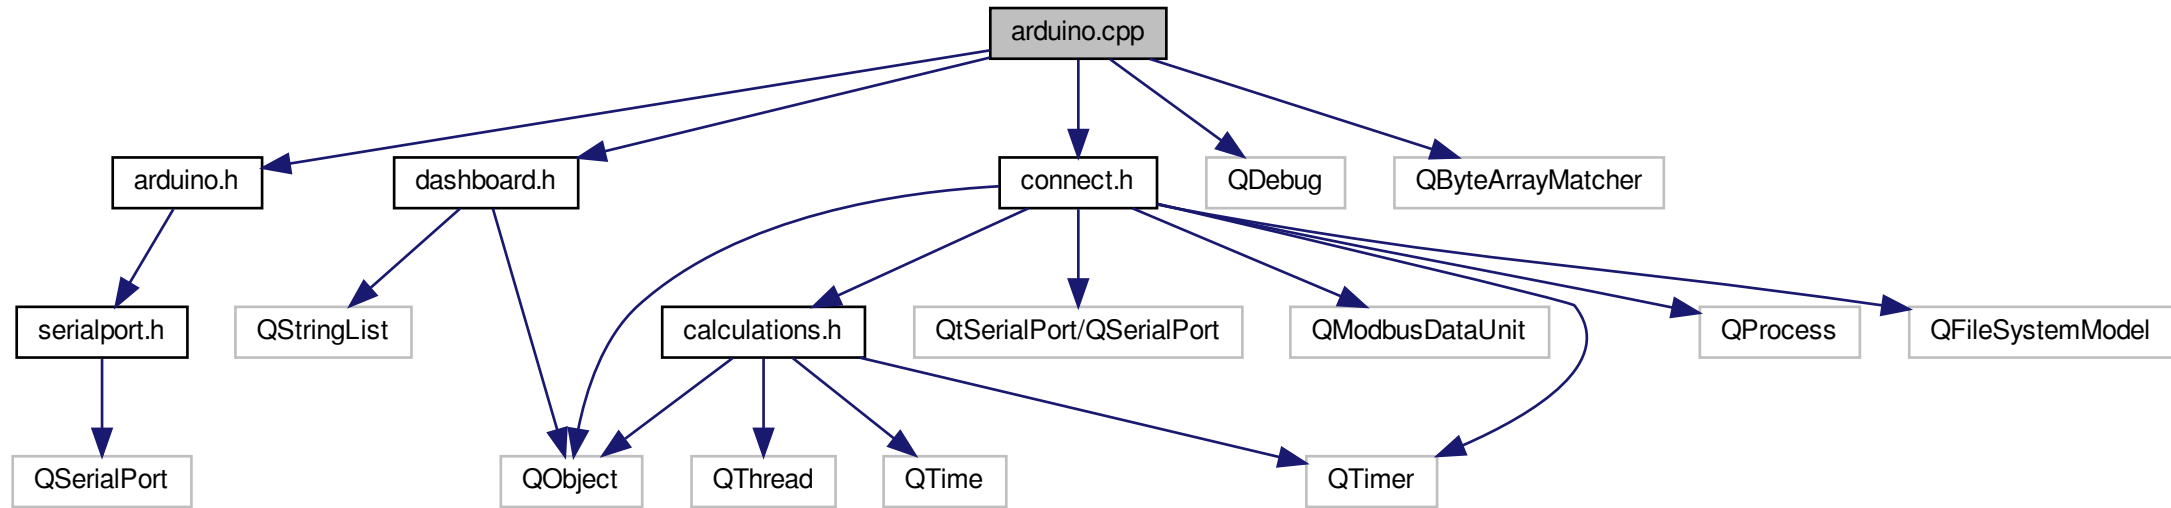 arduino.cpp
arduino.h
dashboard.h
connect.h
QDebug
QByteArrayMatcher
serialport.h
QStringList
calculations.h
QtSerialPort/QSerialPort
QModbusDataUnit
QProcess
QFileSystemModel
QSerialPort
QObject
QThread
QTime
QTimer